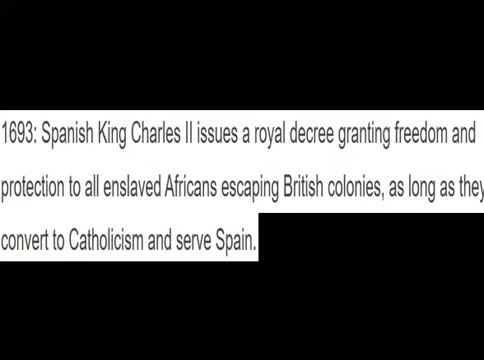 1693: Spanish King Charles II issues a royal decree granting freedom and
protection to all enslaved Africans escaping British colonies, as long as they
convert to Catholicism and serve Spain.